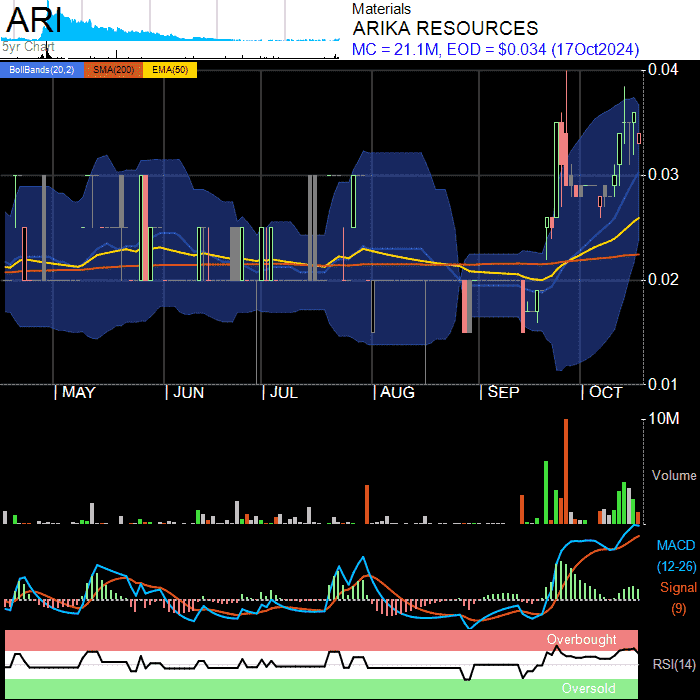 ARI
5yr Chart
Materials
ARIKA RESOURCES
MC = 21.1M, EOD = $0.034 (17Oct2024)
BollBands(20,2) SMA(200) EMA(50)
0.04
0.03
0.02
0.01
MAY JUN JUL AUG SEP OCT
10M
Volume
MACD
(12-26)
Signal
(9)
Overbought
RSI(14)
Oversold